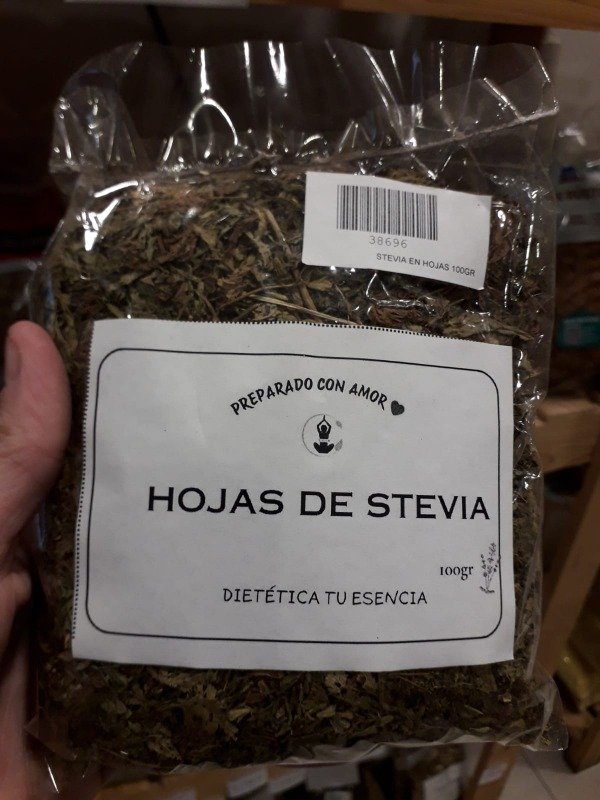 38696
STEVIA EN HOJAS 100GR
PREPARADO CON AMOR
HOJAS DE STEVIA
100gr
DIETÉTICA TU ESENCIA